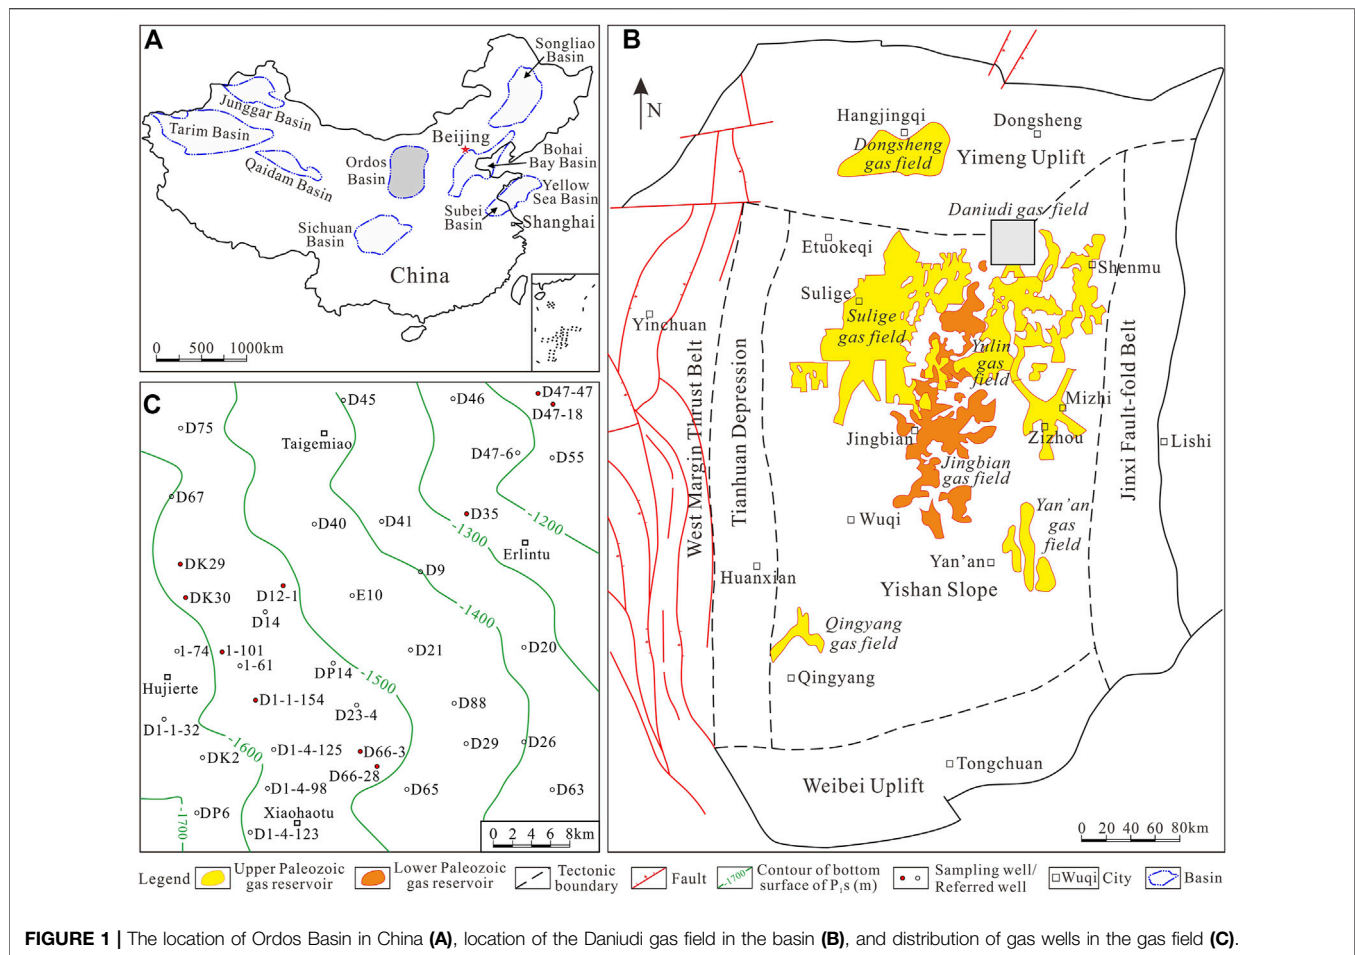 A
Songliao
Basin
Junggar Basin
Tarim Basin
Beijing
Ordos
Basin
Bohai
Bay Basin
Qaidam Basin
Yellow
Sea Basin
Subei
Basin
Shanghai
Sichuan
Basin
China
0 500 1000km
B
N
Hangjingqi
Dongsheng
Dongsheng
gas field
Yimeng Uplift
Daniudi gas field
Etuokeqi
Shenmu
Sulige
Sulige
gas field
Yinchuan
Yulin
gas
field
West Margin Thrust Belt
Tianhuan Depression
Jinxi Fault-fold Belt
Mizhi
Jingbian
Zizhou
Lishi
Jingbian
gas field
Wuqi
Yan'an
gas
field
Yan'an
Huanxian
Yishan Slope
Qingyang
gas field
Qingyang
Weibei Uplift
Tongchuan
0 20 40 60 80km
C
D45
D46
D47-47
D47-18
D75
Taigemiao
D47-6
D55
D67
D40
D41
D35
-1200
-1300
Erlintu
DK29
D9
DK30
D12-1
E10
D14
-1400
1-74
1-101
1-61
D21
D20
DP14
Hujierte
-1500
D1-1-154
D23-4
D88
D1-1-32
-1600
DK2
D1-4-125
D66-3
D29
D26
D66-28
D1-4-98
D65
D63
-1700
DP6
Xiaohaotu
D1-4-123
0 2 4 6 8km
Legend
Upper Paleozoic
gas reservoir
Lower Paleozoic
gas reservoir
Tectonic
boundary
Fault
-1700
Contour of bottom
surface of P₁s (m)
Sampling well/
Referred well
Wuqi
City
Basin
FIGURE 1 | The location of Ordos Basin in China (A), location of the Daniudi gas field in the basin (B), and distribution of gas wells in the gas field (C).